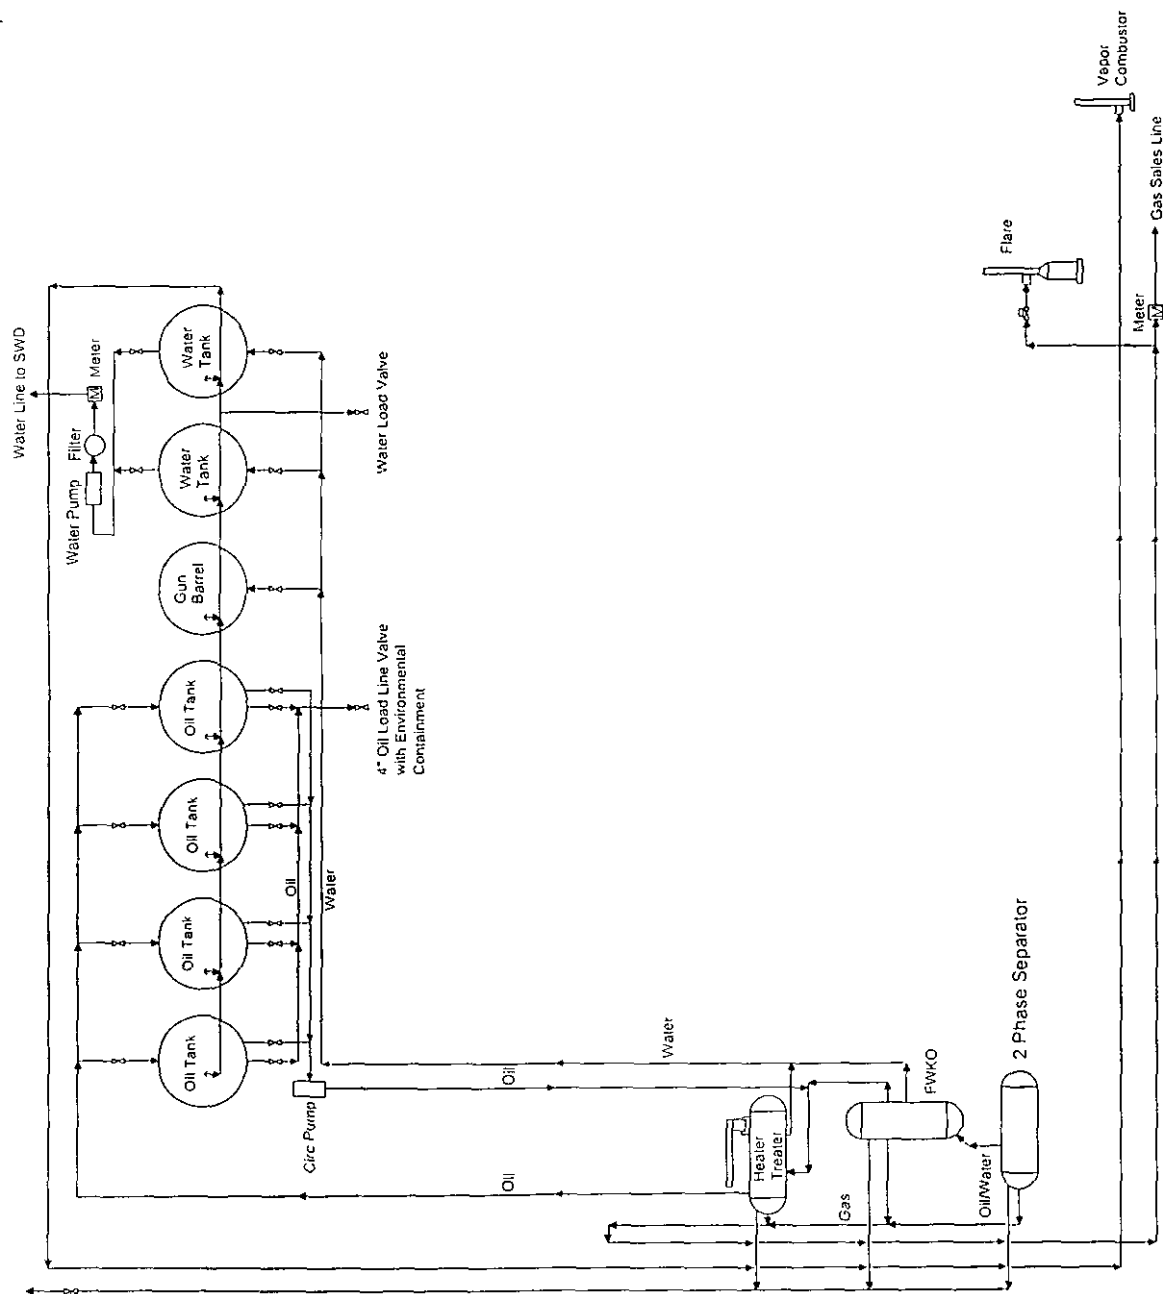 Water Line to SWD
Water Pump
Filter
M
Meter
Oil Tank
Oil Tank
Oil Tank
Oil Tank
Gun
Barrel
Water
Tank
Water
Tank
Oil
Water
4" Oil Load Line Valve
with Environmental
Containment
Water Load Valve
Circ Pump
Oil
Oil
Water
Heater
Treater
FWKO
Gas
Oil/Water
2 Phase Separator
Flare
Vapor
Combustor
Meter
M
Gas Sales Line